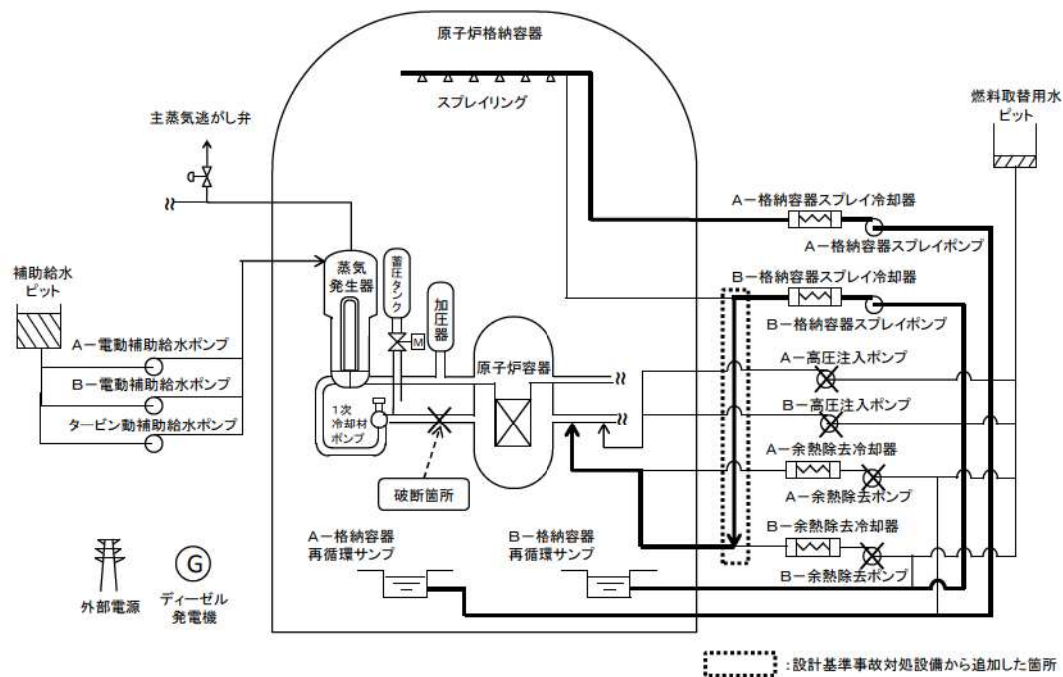 原子炉格納容器
スプレイリング
燃料取替用水
ピット
主蒸気逃がし弁
A－格納容器スプレイ冷却器
A－格納容器スプレイポンプ
補助給水
ピット
蒸気
発生器
蓄圧タンク
加圧器
M
B－格納容器スプレイ冷却器
B－格納容器スプレイポンプ
A－電動補助給水ポンプ
B－電動補助給水ポンプ
タービン動補助給水ポンプ
原子炉容器
1次
冷却材
ポンプ
A－高圧注入ポンプ
B－高圧注入ポンプ
A－余熱除去冷却器
A－余熱除去ポンプ
破断箇所
B－余熱除去冷却器
B－余熱除去ポンプ
A－格納容器
再循環サンプ
B－格納容器
再循環サンプ
外部電源
G
ディーゼル
発電機
：設計基準事故対処設備から追加した箇所